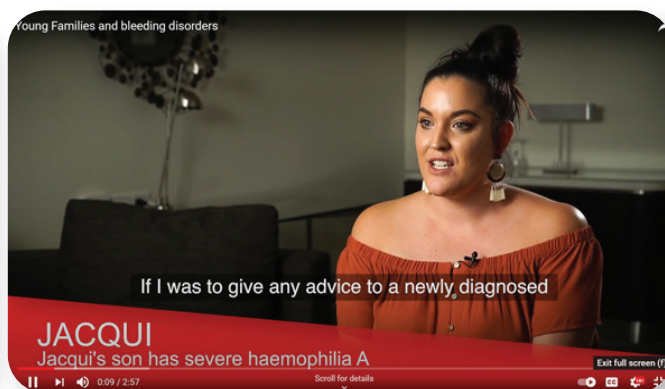 Young Families and bleeding disorders
If I was to give any advice to a newly diagnosed
JACQUI
Jacqui's son has severe haemophilia A
Exit full screen (f)
0:09 / 2:57
Scroll for details
CC